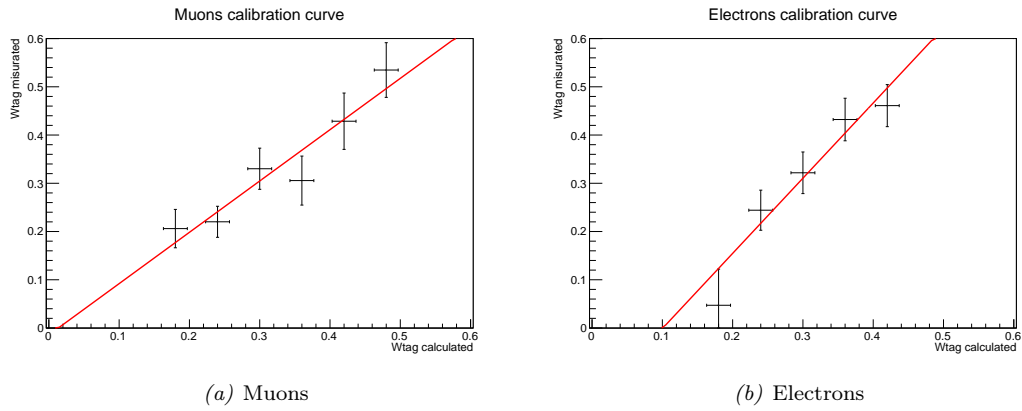 Muons calibration curve
Wtag misurated
0.6
0.5
0.4
0.3
0.2
0.1
0
0 0.1 0.2 0.3 0.4 0.5 0.6
Wtag calculated
(a) Muons
Electrons calibration curve
Wtag misurated
0.6
0.5
0.4
0.3
0.2
0.1
0
0 0.1 0.2 0.3 0.4 0.5 0.6
Wtag calculated
(b) Electrons